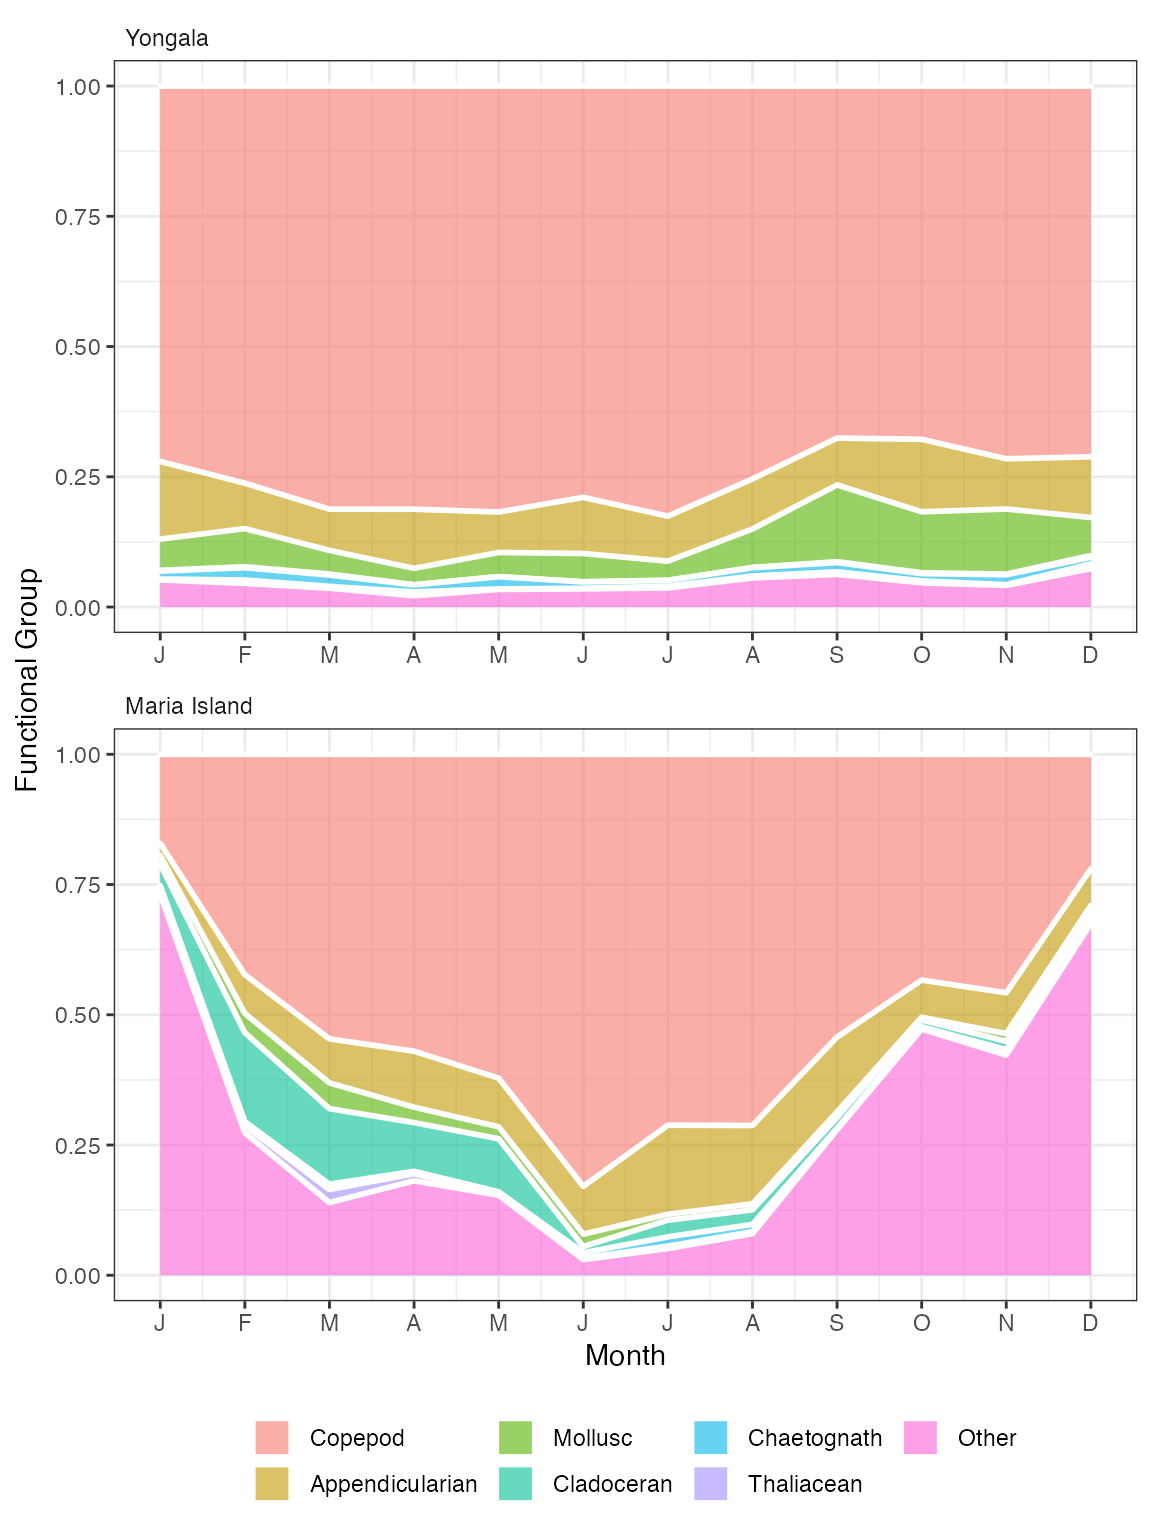 Yongala
1.00
0.75
0.50
0.25
0.00
J F M A M J J A S O N D
Functional Group
Maria Island
1.00
0.75
0.50
0.25
0.00
J F M A M J J A S O N D
Month
Copepod Mollusc Chaetognath Other
Appendicularian Cladoceran Thaliacean